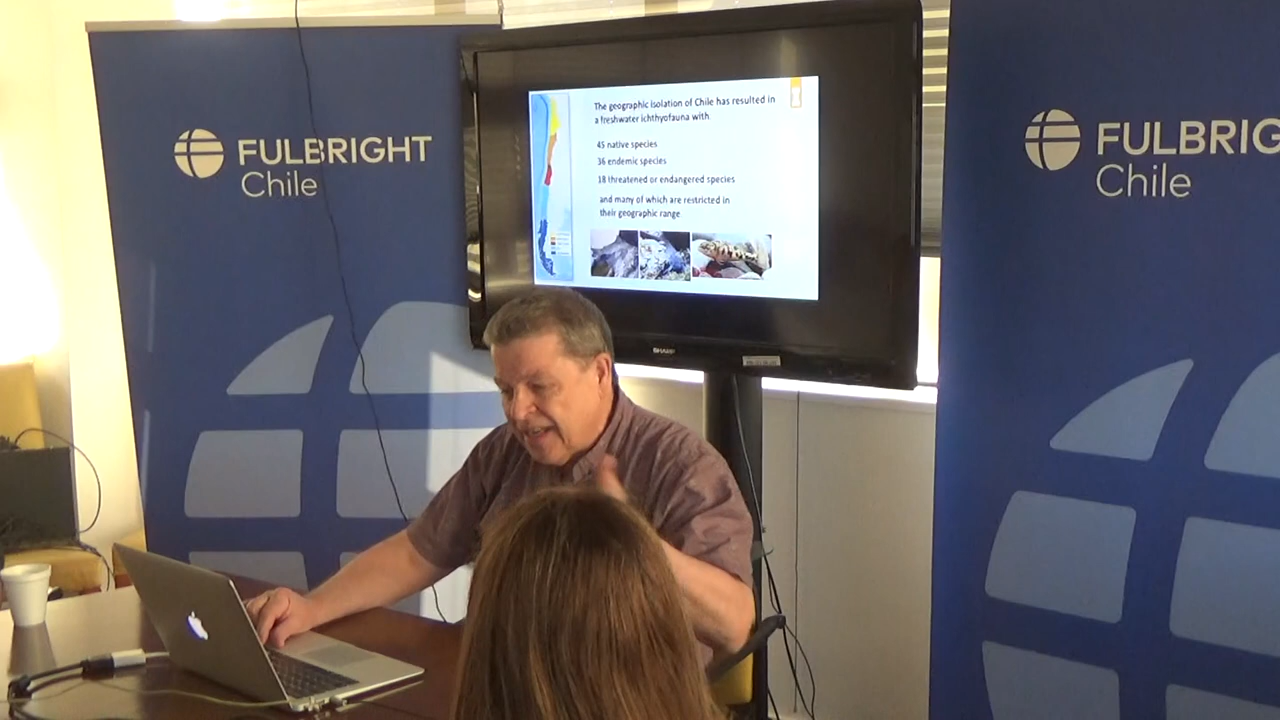 FULBRIGHT
Chile
The geographic isolation of Chile has resulted in
a freshwater ichthyofauna with
45 native species
36 endemic species
18 threatened or endangered species
and many of which are restricted in
their geographic range
SHARP
FULBRIG
Chile